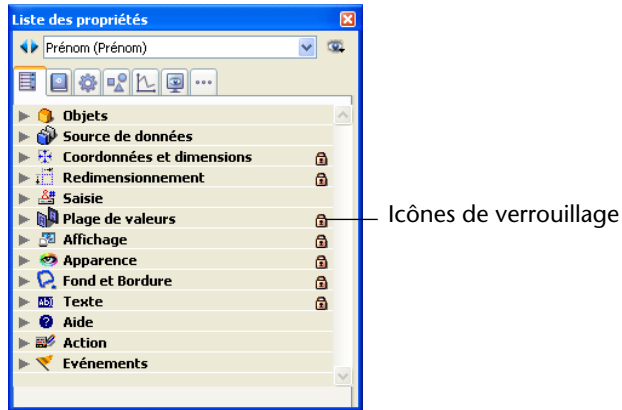 Liste des propriétés
Prénom (Prénom)
Objets
Source de données
Coordonnées et dimensions
Redimensionnement
Saisie
Plage de valeurs
Icônes de verrouillage
Affichage
Apparence
Fond et Bordure
Texte
Aide
Action
Evénements